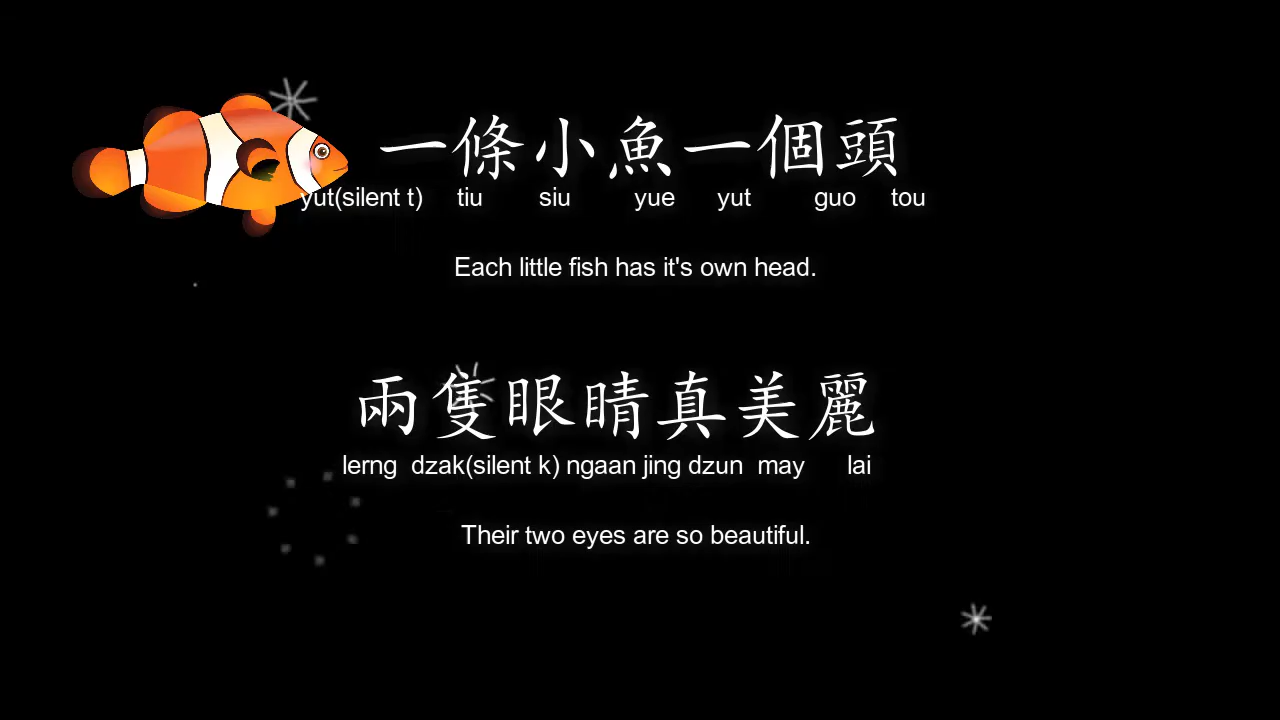 一條小魚一個頭
yut(silent t) tiu siu yue yut guo tou
Each little fish has it's own head.
兩隻眼睛真美麗
lerng dzak(silent k) ngaan jing dzun may lai
Their two eyes are so beautiful.